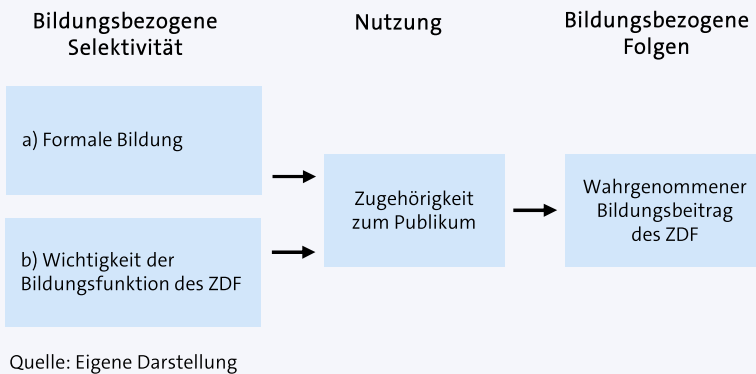 Bildungsbezogene
Selektivität
Nutzung
Bildungsbezogene
Folgen
a) Formale Bildung
b) Wichtigkeit der
Bildungsfunktion des ZDF
Zugehörigkeit
zum Publikum
Wahrgenommener
Bildungsbeitrag
des ZDF
Quelle: Eigene Darstellung